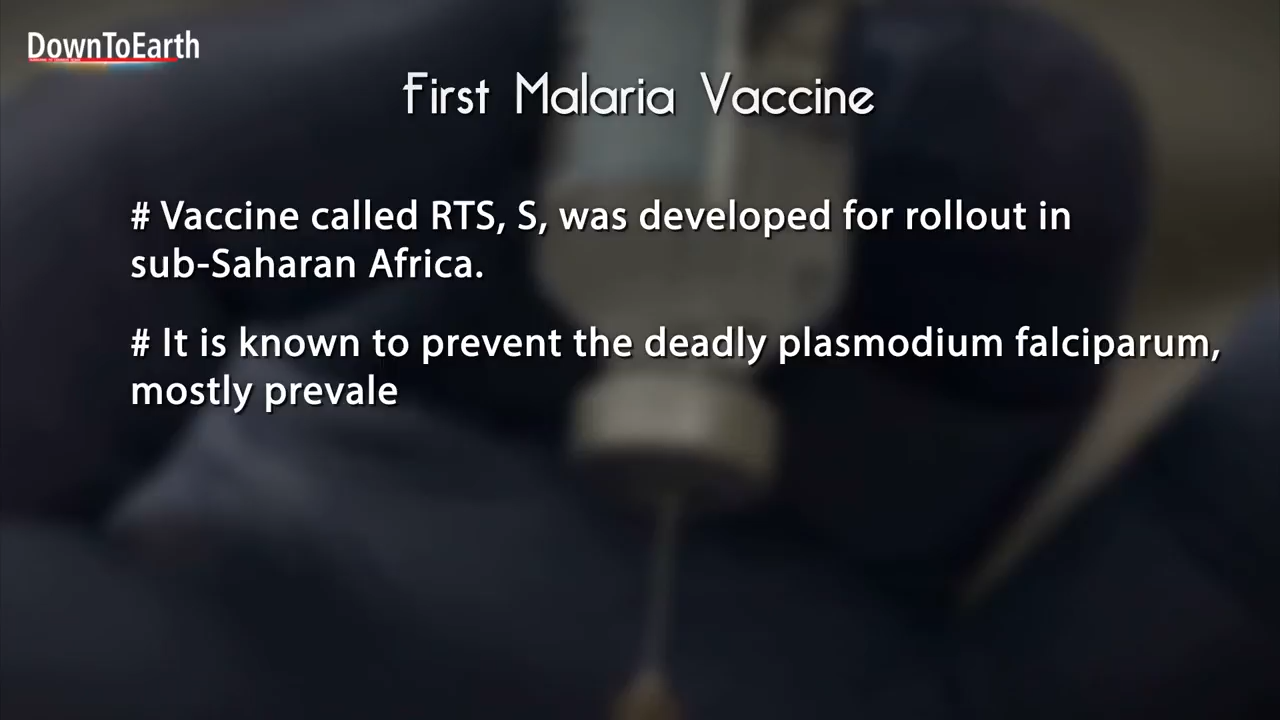 DownToEarth
First Malaria Vaccine
# Vaccine called RTS, S, was developed for rollout in
sub-Saharan Africa.
# It is known to prevent the deadly plasmodium falciparum,
mostly prevale